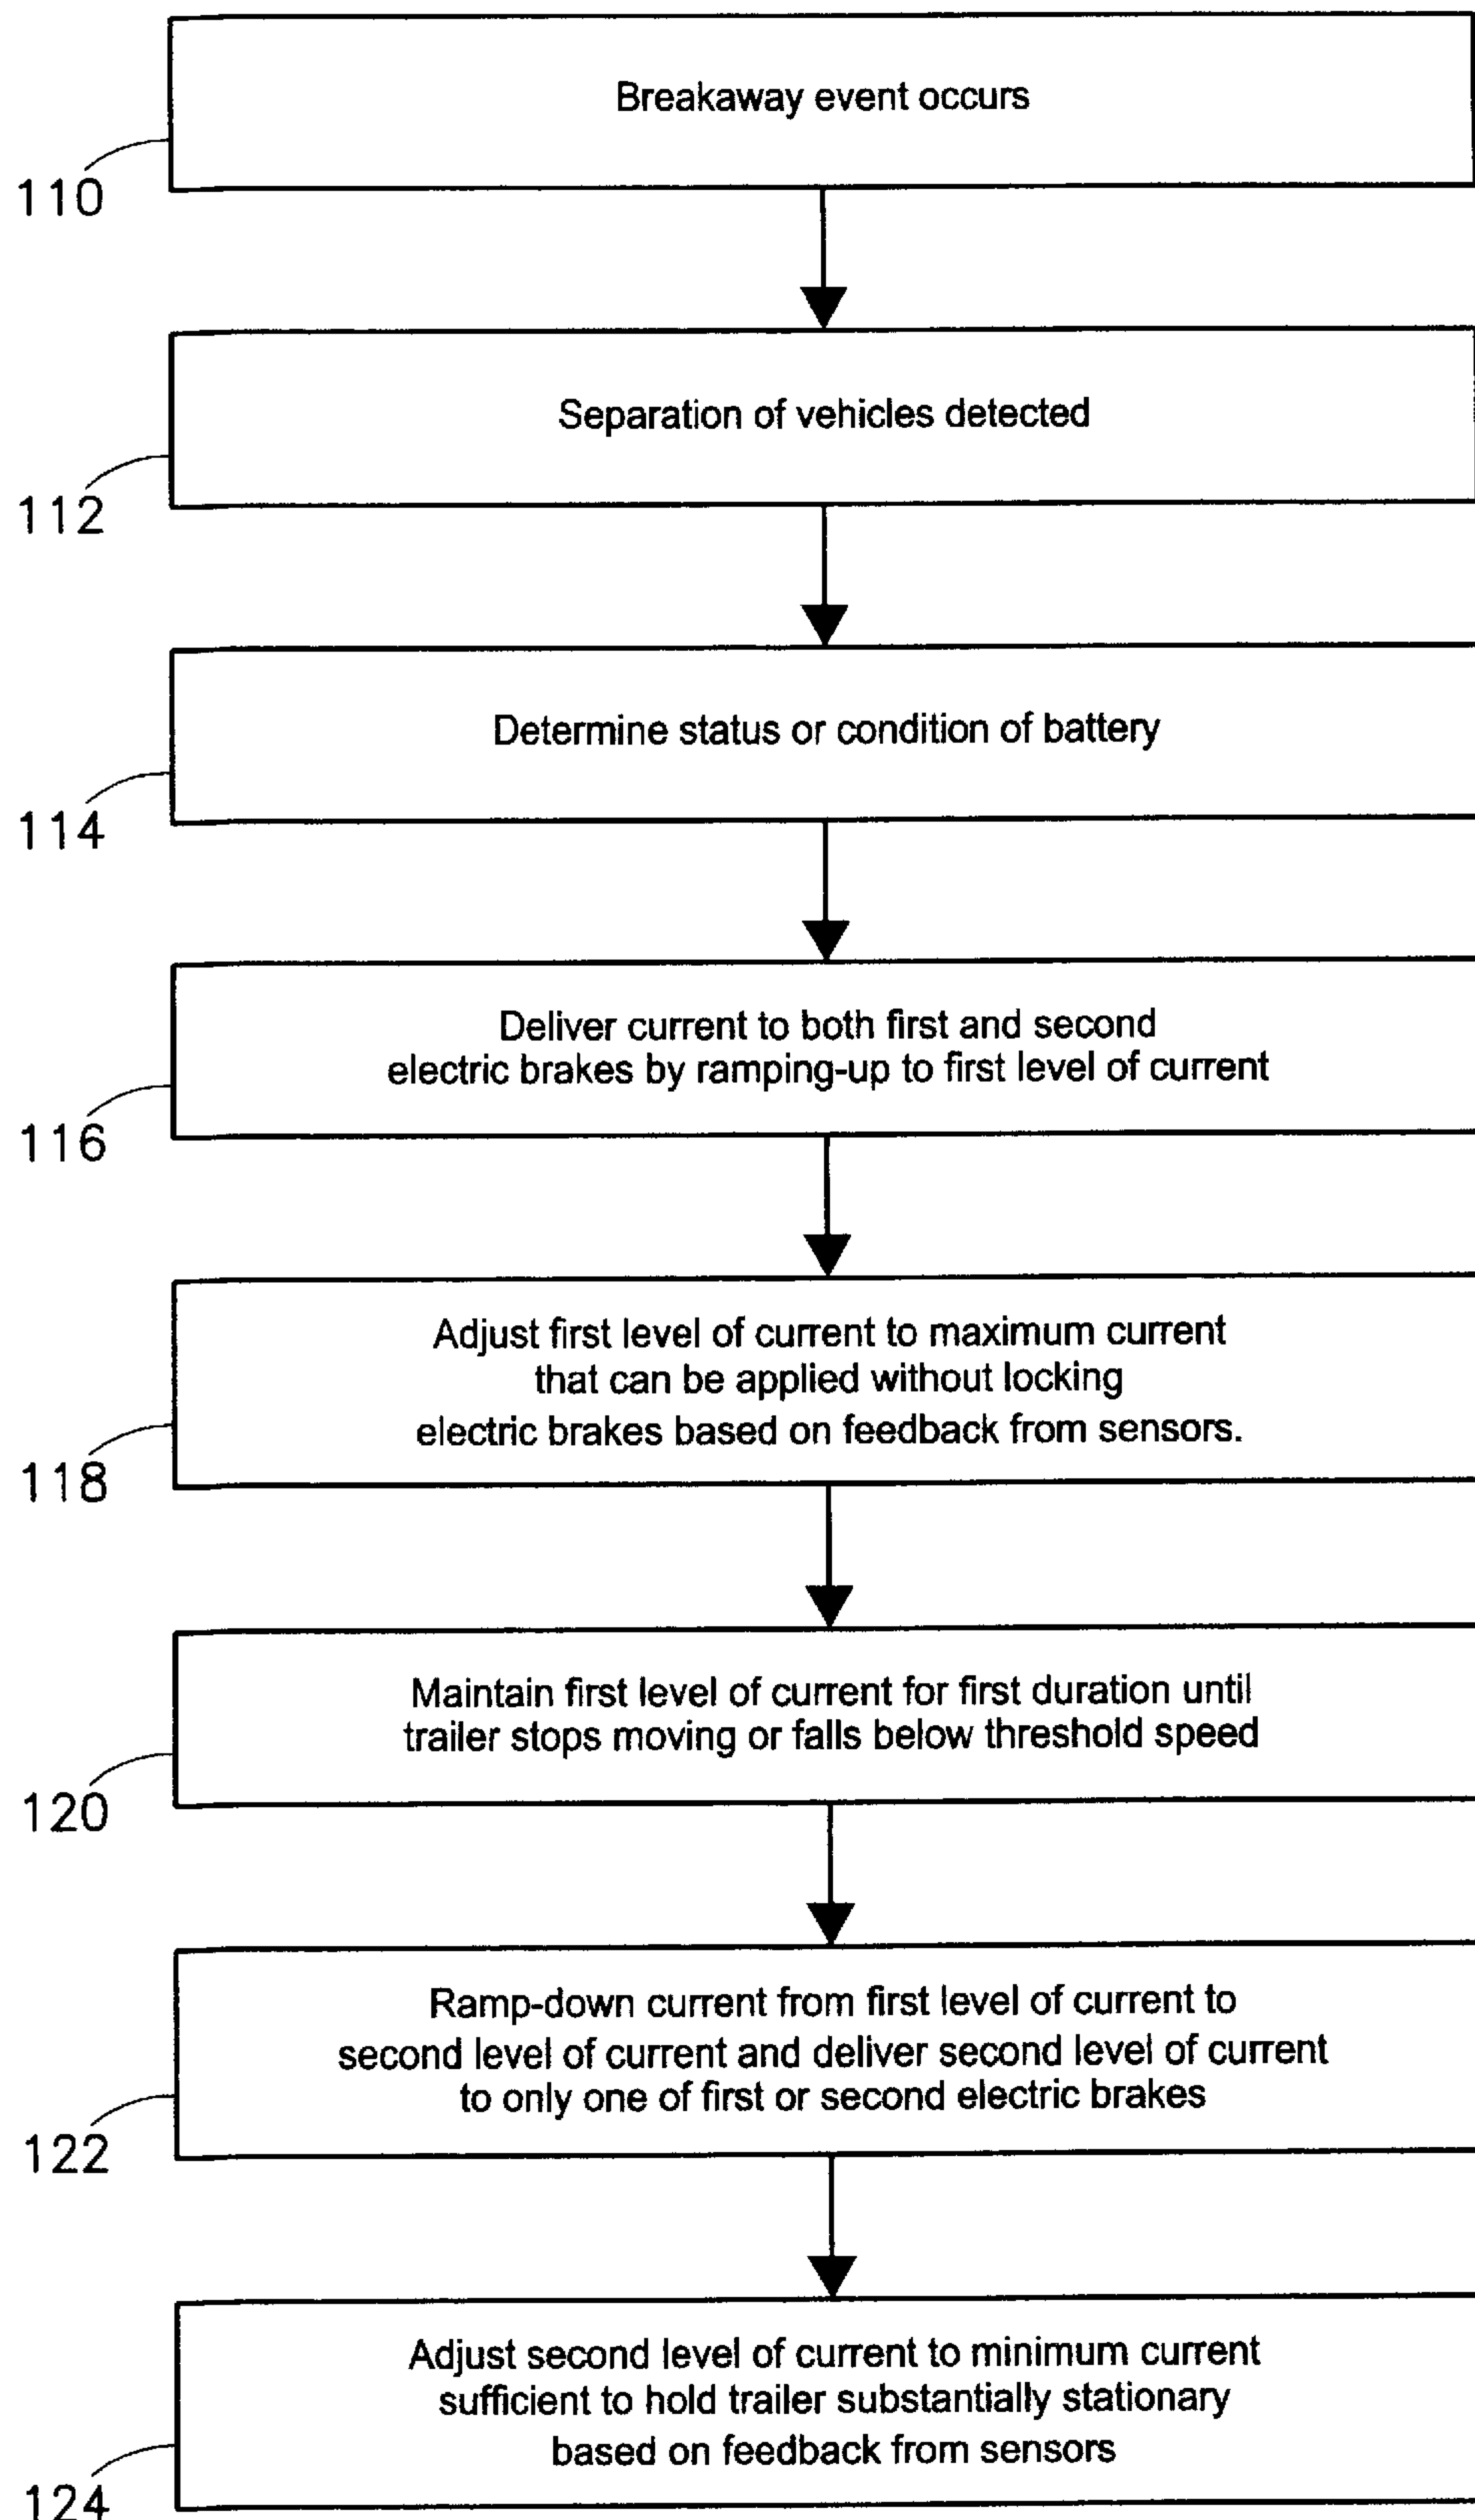 Breakaway event occurs
110
Separation of vehicles detected
112
Determine status or condition of battery
114
Deliver current to both first and second
electric brakes by ramping-up to first level of current
116
Adjust first level of current to maximum current
that can be applied without locking
electric brakes based on feedback from sensors.
118
Maintain first level of current for first duration until
trailer stops moving or falls below threshold speed
120
Ramp-down current from first level of current to
second level of current and deliver second level of current
to only one of first or second electric brakes
122
Adjust second level of current to minimum current
sufficient to hold trailer substantially stationary
based on feedback from sensors
124